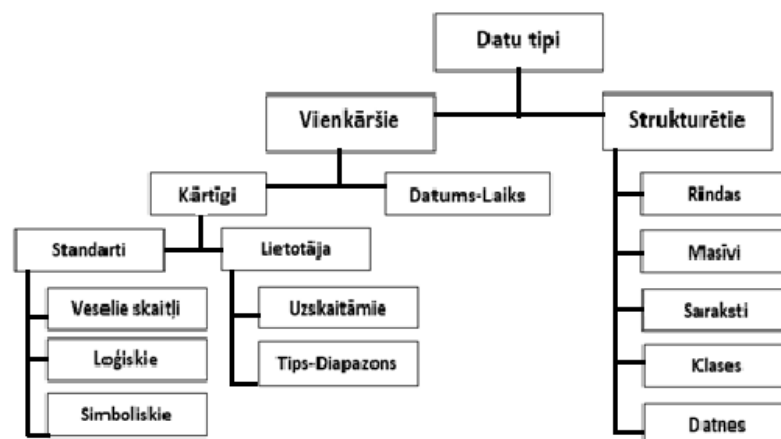 Datu tipi
Vienkāršie
Strukturētie
Kārtīgi
Datums-Laiks
Rindas
Standarti
Lietotāja
Masīvi
Veselie skaitļi
Uzskaitāmie
Saraksti
Loģiskie
Tips-Diapazons
Klases
Simboliskie
Datnes